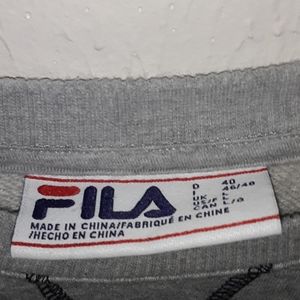 FILA
D 40
I 46/48
UK L
US/F L
CAN L/G
MADE IN CHINA/FABRIQUÉ EN CHINE
/HECHO EN CHINA